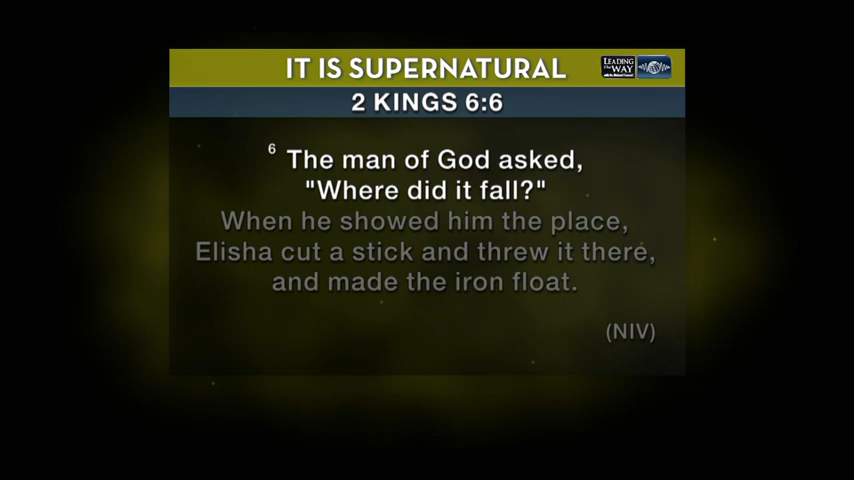 IT IS SUPERNATURAL
LEADING
The WAY
2 KINGS 6:6
6 The man of God asked,
"Where did it fall?"
When he showed him the place,
Elisha cut a stick and threw it there,
and made the iron float.
(NIV)